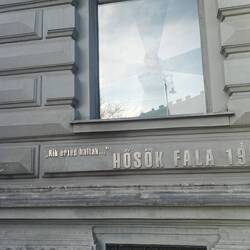 „Kik érted haltak..." HŐSÖK FALA 19